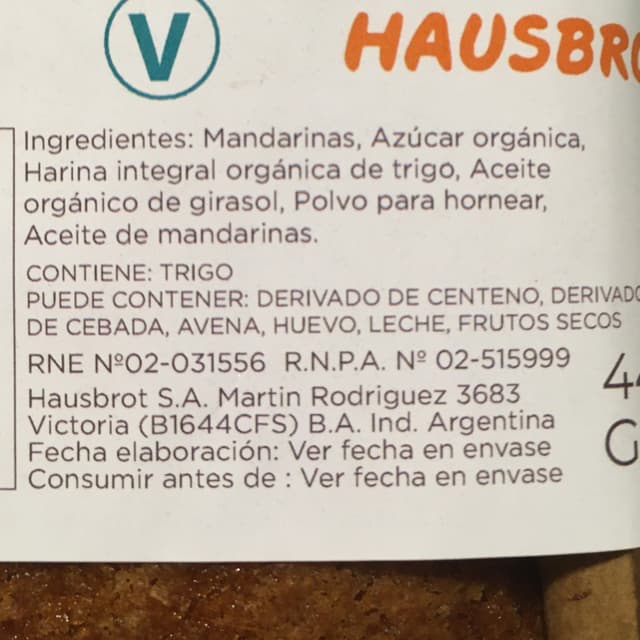 V
Ingredientes: Mandarinas, Azúcar orgánica,
Harina integral orgánica de trigo, Aceite
orgánico de girasol, Polvo para hornear,
Aceite de mandarinas.
CONTIENE: TRIGO
PUEDE CONTENER: DERIVADO DE CENTENO,
DE CEBADA, AVENA, HUEVO, LECHE, FRUTOS SECOS
RNE Nº02-031556 R.N.P.A. Nº 02-515999
Hausbrot S.A. Martin Rodriguez 3683
Victoria (B1644CFS) B.A. Ind. Argentina
Fecha elaboración: Ver fecha en envase
Consumir antes de : Ver fecha en envase